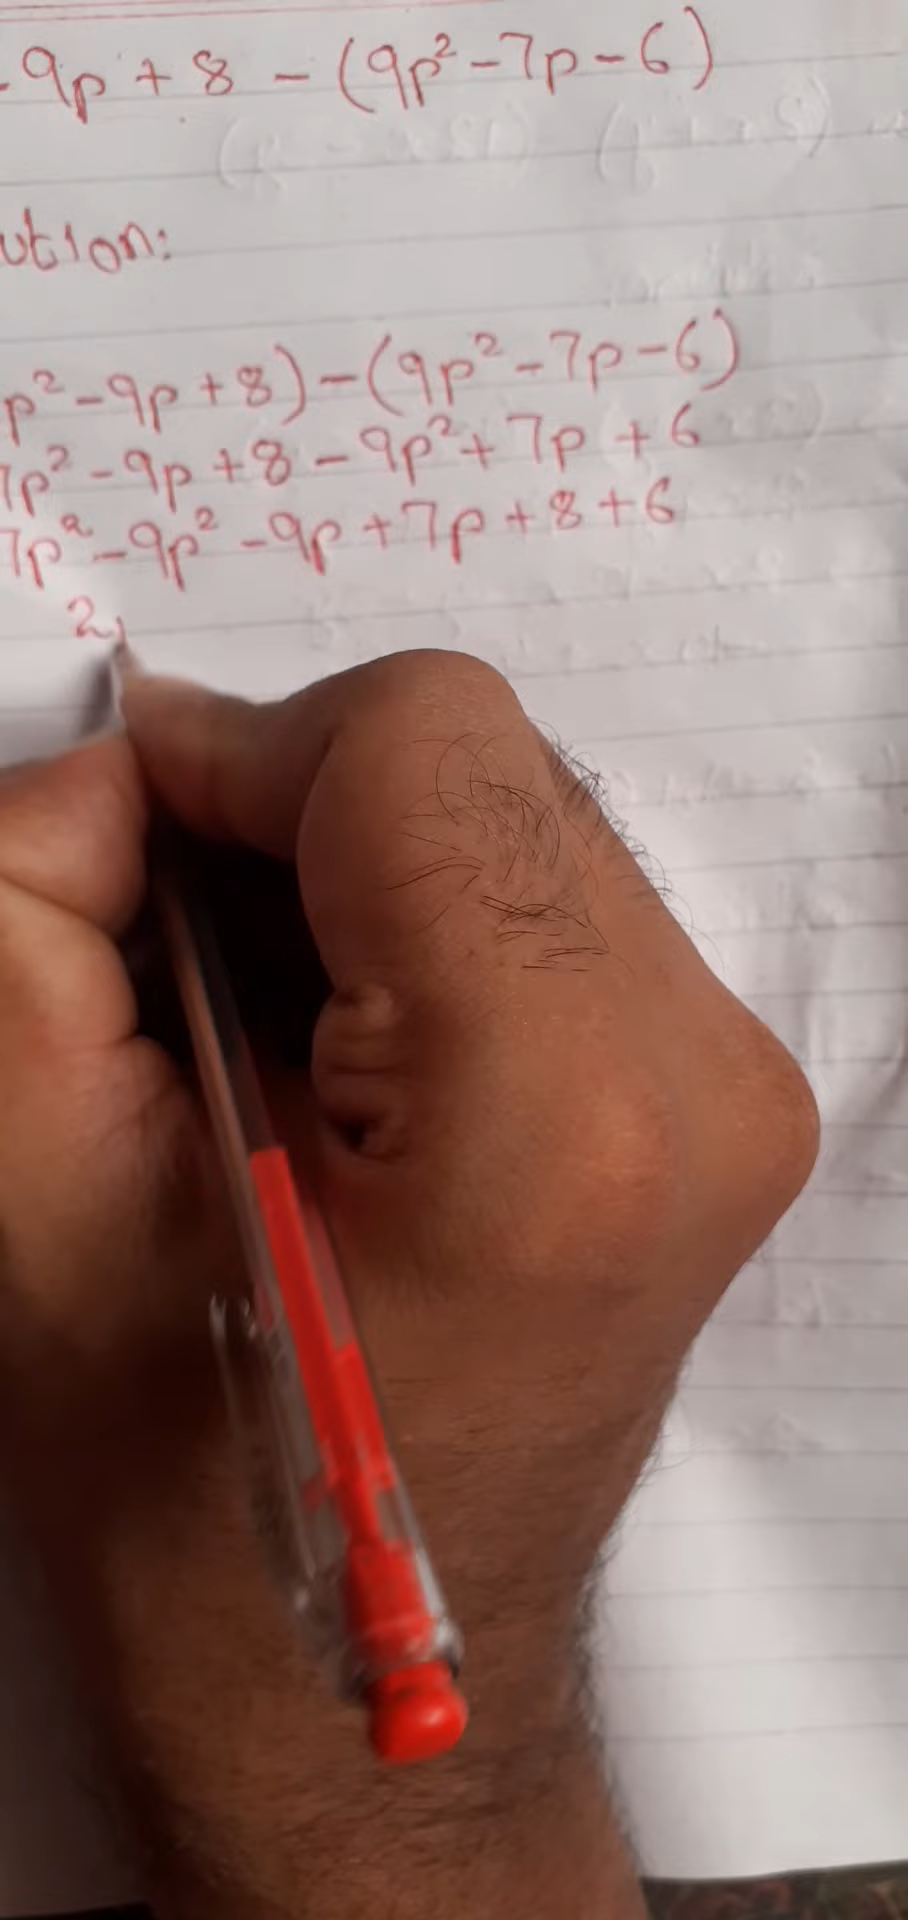 -9p + 8 - (9p² - 7p - 6)
ution:
p² - 9p + 8) - (9p² - 7p - 6)
7p² - 9p + 8 - 9p² + 7p + 6
7p² - 9p² - 9p + 7p + 8 + 6
2